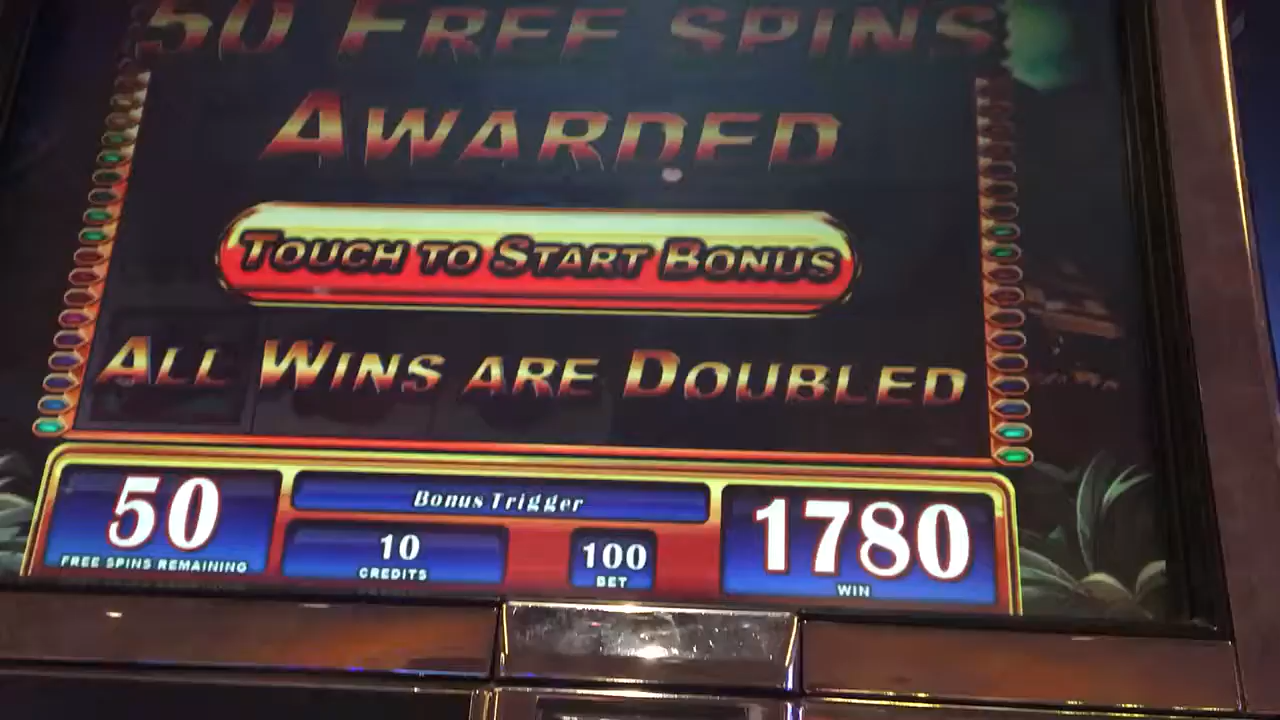 50 FREE SPINS
AWARDED
TOUCH TO START BONUS
ALL WINS ARE DOUBLED
50
FREE SPINS REMAINING
Bonus Trigger
10
CREDITS
100
BET
1780
WIN